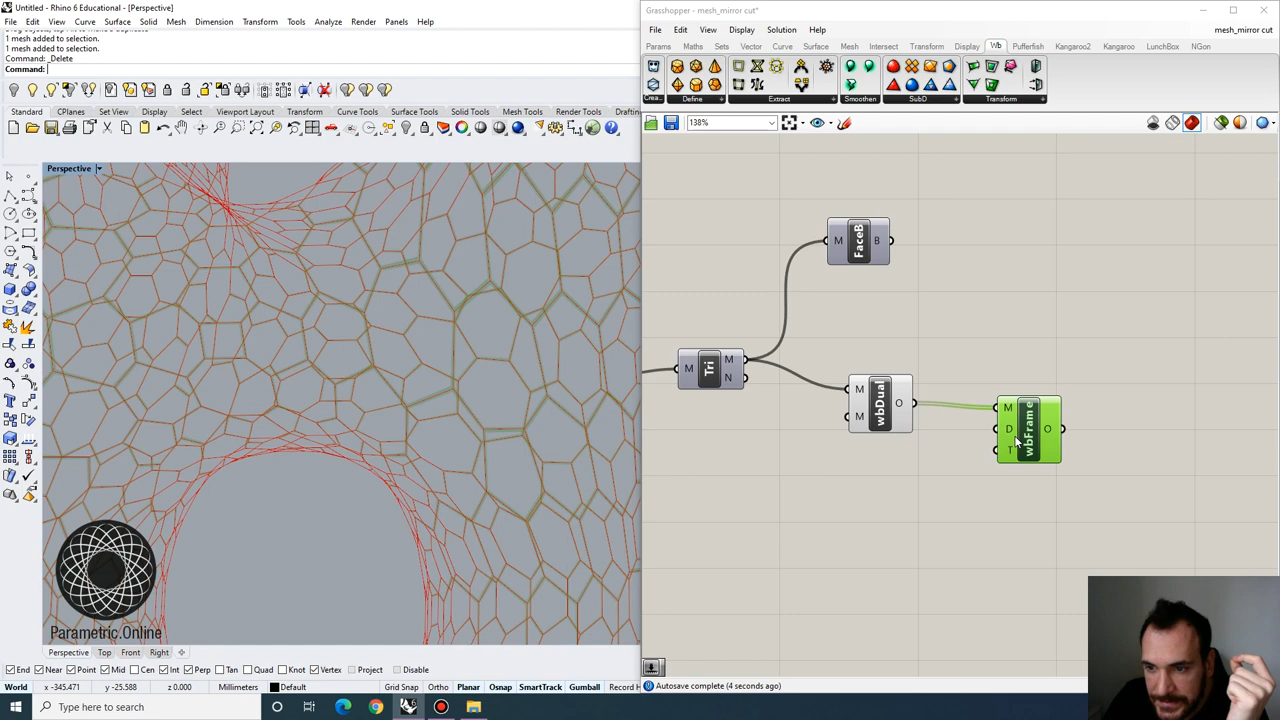 Untitled - Rhino 6 Educational - [Perspective]
File Edit View Curve Surface Solid Mesh Dimension Transform Tools Analyze Render Panels Help
1 mesh added to selection.
1 mesh added to selection.
Command: _Delete
Command:
Standard CPlanes Set View Display Select Viewport Layout Transform Curve Tools Surface Tools Solid Tools Mesh Tools Render Tools Draftin
Perspective
Parametric.Online
Perspective Top Front Right
End Near Point Mid Cen Int Perp Tan Quad Knot Vertex Project Disable
World x -345.471 y -25.588 z 0.000 Millimeters Default Grid Snap Ortho Planar Osnap SmartTrack Gumball Record H
Type here to search
Grasshopper - mesh_mirror cut*
File Edit View Display Solution Help
mesh_mirror cut
Params Maths Sets Vector Curve Surface Mesh Intersect Transform Display Wb Pufferfish Kangaroo2 Kangaroo LunchBox NGon
Crea... Define Extract Smoothen SubD Transform
138%
M FaceB B
M Tri M N
M M wbDual O
M D T wbFrame O
Autosave complete (4 seconds ago)